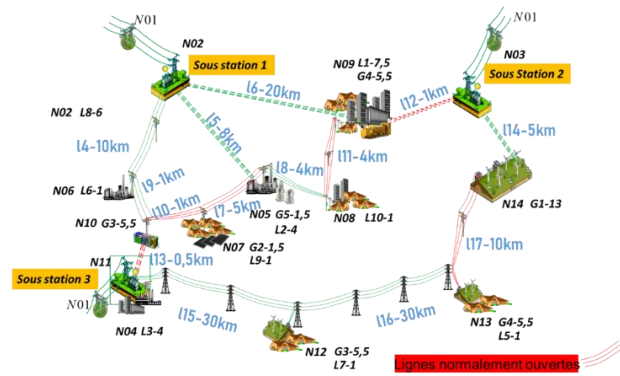 N01
N01
N02
Sous station 1
N03
Sous Station 2
N09 L1-7,5
G4-5,5
l6-20km
l12-1km
N02 L8-6
l5-8km
l14-5km
l4-10km
l11-4km
l8-4km
l9-1km
N06 L6-1
l10-1km
l7-5km
N05 G5-1,5
L2-4
N08 L10-1
N14 G1-13
N10 G3-5,5
N07 G2-1,5
L9-1
l17-10km
N11
l13-0,5km
Sous station 3
N01
N04 L3-4
l15-30km
l16-30km
N13 G4-5,5
L5-1
N12 G3-5,5
L7-1
Lignes normalement ouvertes